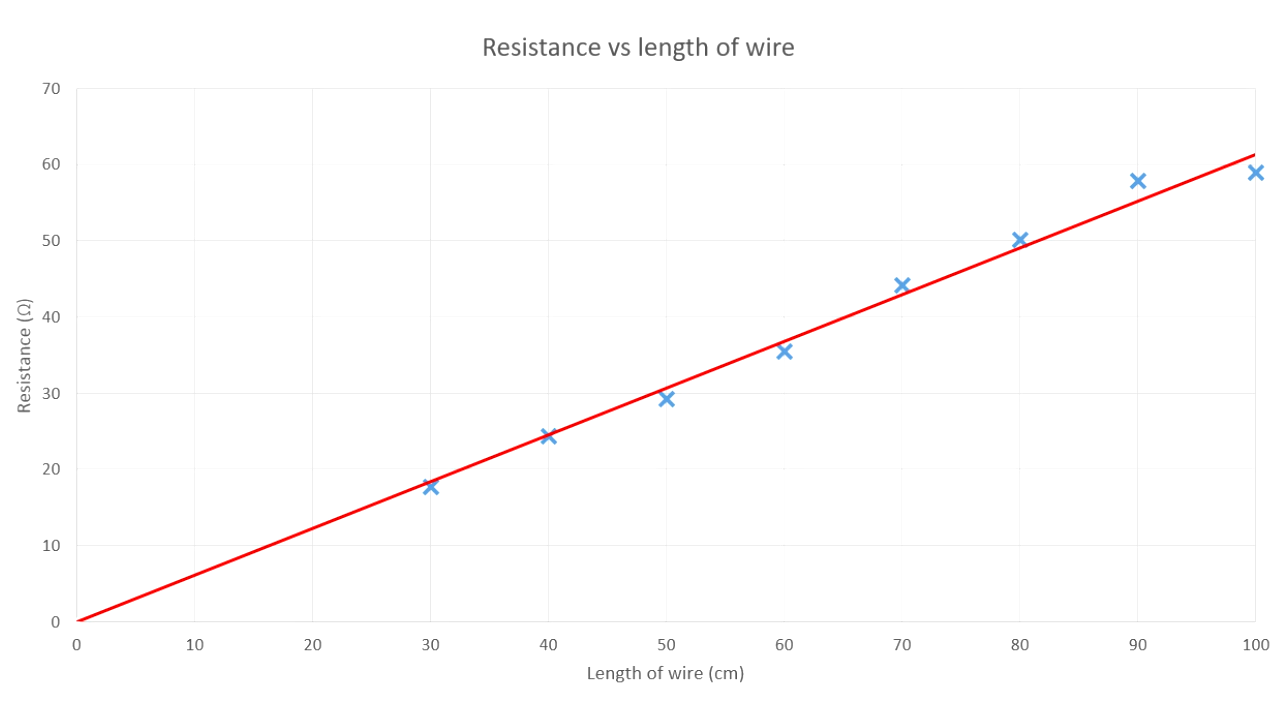 Resistance vs length of wire
70
60
50
40
30
20
10
0
Resistance (Ω)
0 10 20 30 40 50 60 70 80 90 100
Length of wire (cm)